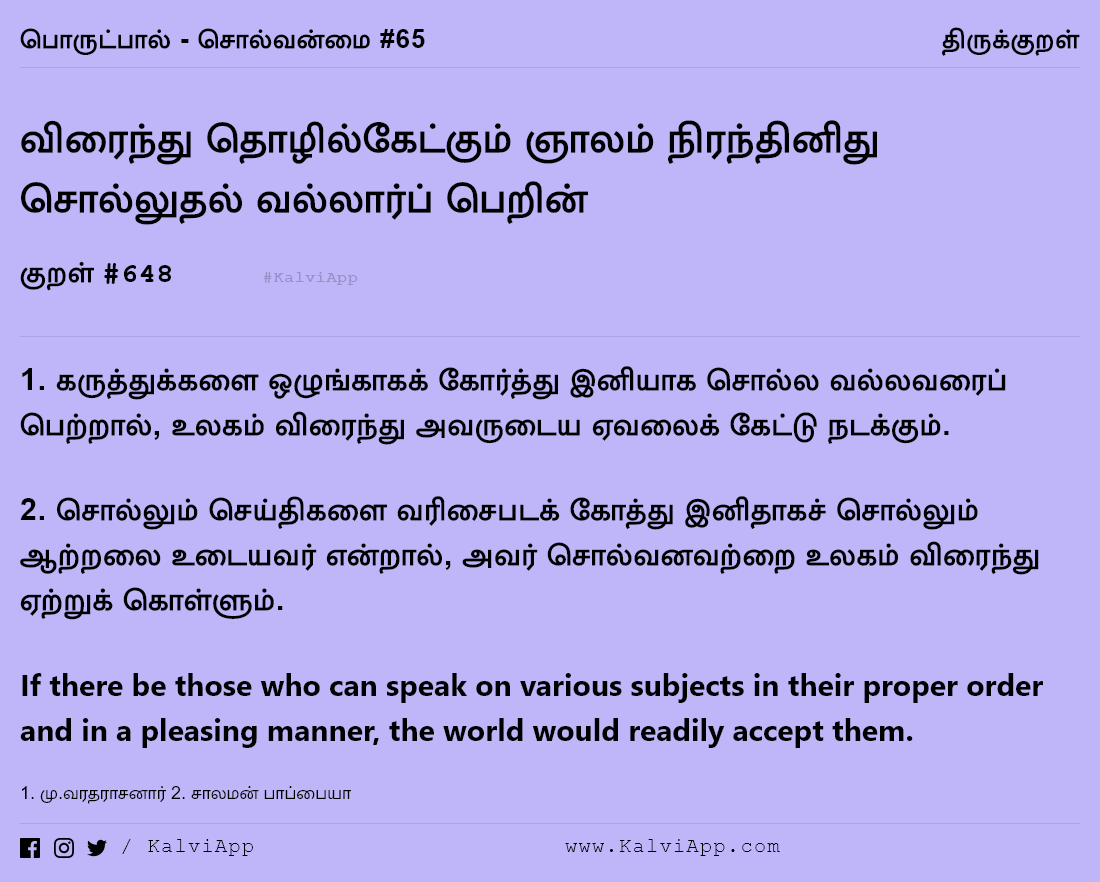 பொருட்பால் - சொல்வன்மை #65 திருக்குறள்
விரைந்து தொழில்கேட்கும் ஞாலம் நிரந்தினிது
சொல்லுதல் வல்லார்ப் பெறின்
குறள் #648 #KalviApp
1. கருத்துக்களை ஒழுங்காகக் கோர்த்து இனியாக சொல்ல வல்லவரைப்
பெற்றால், உலகம் விரைந்து அவருடைய ஏவலைக் கேட்டு நடக்கும்.
2. சொல்லும் செய்திகளை வரிசைபடக் கோத்து இனிதாகச் சொல்லும்
ஆற்றலை உடையவர் என்றால், அவர் சொல்வனவற்றை உலகம் விரைந்து
ஏற்றுக் கொள்ளும்.
If there be those who can speak on various subjects in their proper order
and in a pleasing manner, the world would readily accept them.
1. மு.வரதராசனார் 2. சாலமன் பாப்பையா
/ KalviApp www.KalviApp.com